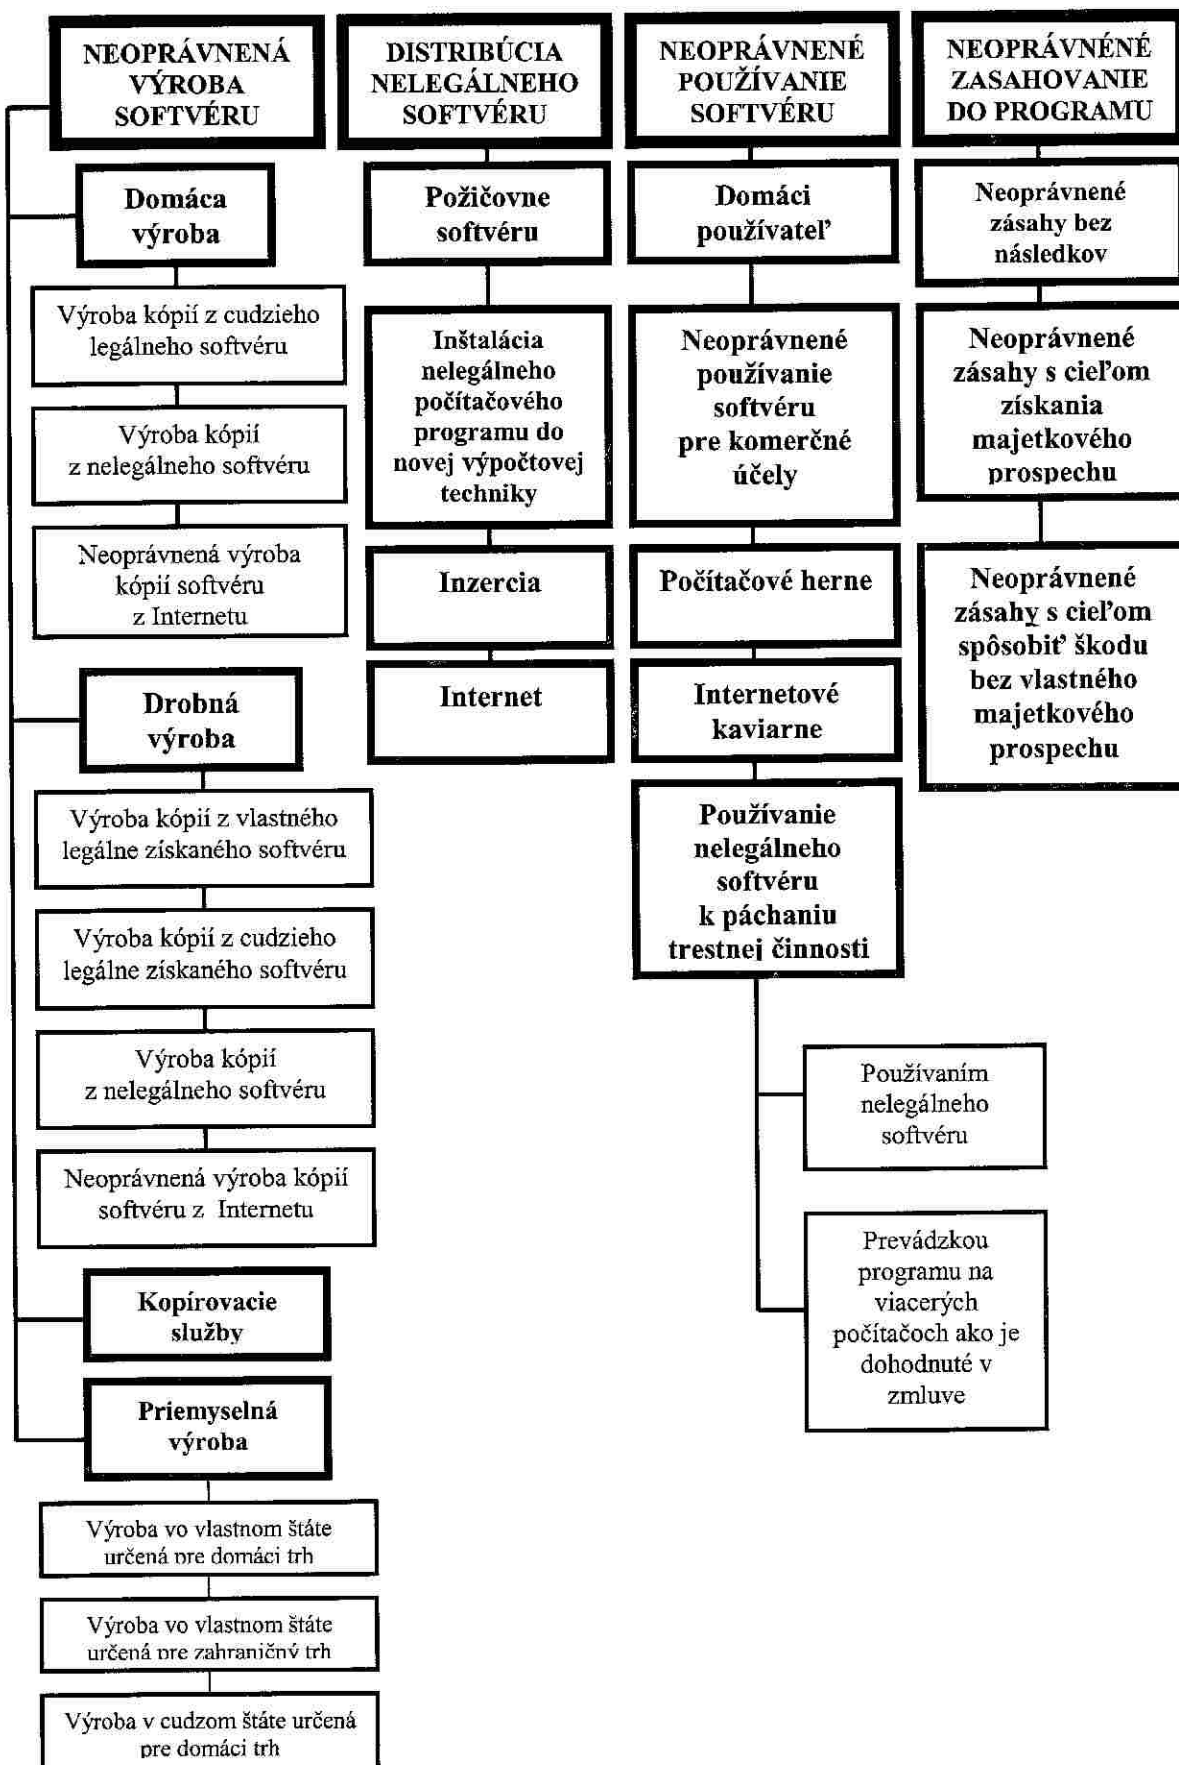 NEOPRÁVNENÁ
VÝROBA
SOFTVÉRU
Domáca
výroba
Výroba kópií z cudzieho
legálneho softvéru
Výroba kópií
z nelegálneho softvéru
Neoprávnená výroba
kópií softvéru
z Internetu
Drobná
výroba
Výroba kópií z vlastného
legálne získaného softvéru
Výroba kópií z cudzieho
legálne získaného softvéru
Výroba kópií
z nelegálneho softvéru
Neoprávnená výroba kópií
softvéru z Internetu
Kopírovacie
služby
Priemyselná
výroba
Výroba vo vlastnom štáte
určená pre domáci trh
Výroba vo vlastnom štáte
určená pre zahraničný trh
Výroba v cudzom štáte určená
pre domáci trh
DISTRIBÚCIA
NELEGÁLNEHO
SOFTVÉRU
Požičovne
softvéru
Inštalácia
nelegálneho
počítačového
programu do
novej výpočtovej
techniky
Inzercia
Internet
NEOPRÁVNENÉ
POUŽÍVANIE
SOFTVÉRU
Domáci
používateľ
Neoprávnené
používanie
softvéru
pre komerčné
účely
Počítačové herne
Internetové
kaviarne
Používanie
nelegálneho
softvéru
k páchaniu
trestnej činnosti
Používaním
nelegálneho
softvéru
Prevádzkou
programu na
viacerých
počítačoch ako je
dohodnuté v
zmluve
NEOPRÁVNÉNÉ
ZASAHOVANIE
DO PROGRAMU
Neoprávnené
zásahy bez
následkov
Neoprávnené
zásahy s cieľom
získania
majetkového
prospechu
Neoprávnené
zásahy s cieľom
spôsobiť škodu
bez vlastného
majetkového
prospechu